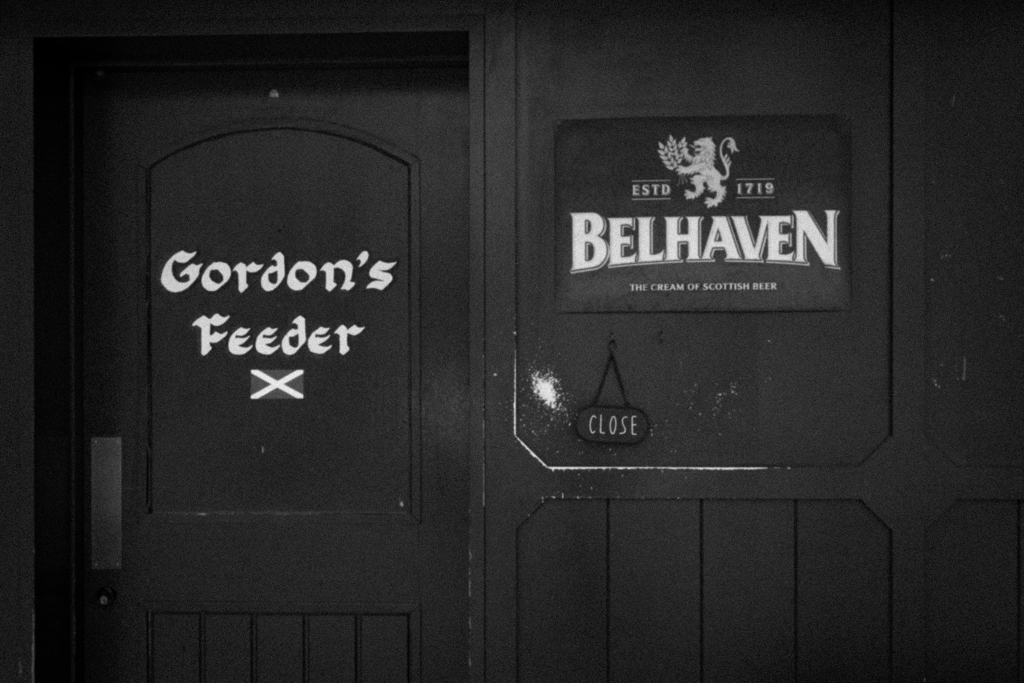 Gordon's
Feeder
ESTD 1719
BELHAVEN
THE CREAM OF SCOTTISH BEER
CLOSE